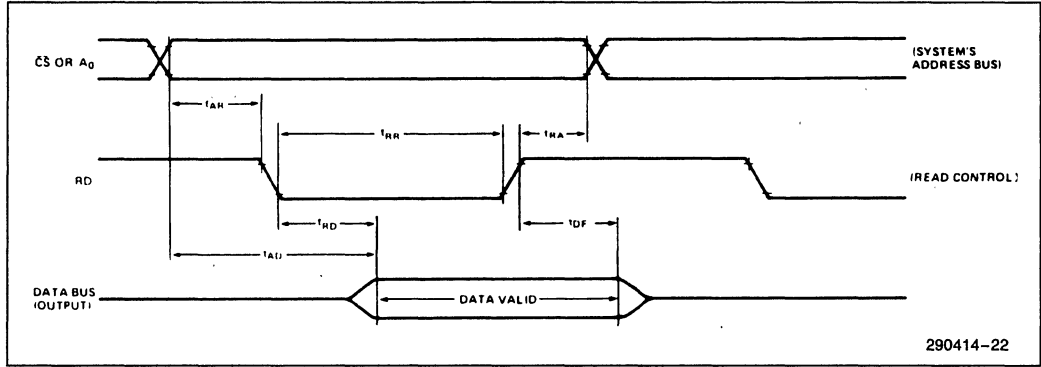 C̅S̅ OR A0
(SYSTEM'S
ADDRESS BUS)
tAR
tRR
tRA
RD
(READ CONTROL)
tRD
tDF
tAD
DATA BUS
(OUTPUT)
DATA VALID
290414-22